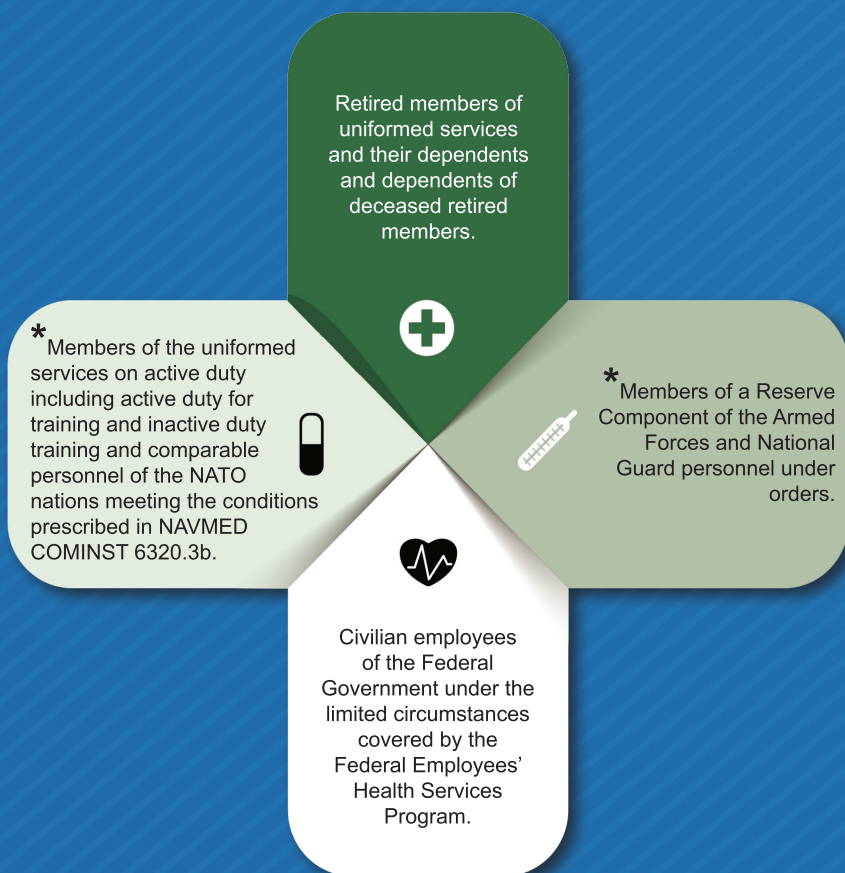 Retired members of
uniformed services
and their dependents
and dependents of
deceased retired
members.
*Members of the uniformed
services on active duty
including active duty for
training and inactive duty
training and comparable
personnel of the NATO
nations meeting the conditions
prescribed in NAVMED
COMINST 6320.3b.
*Members of a Reserve
Component of the Armed
Forces and National
Guard personnel under
orders.
Civilian employees
of the Federal
Government under the
limited circumstances
covered by the
Federal Employees’
Health Services
Program.